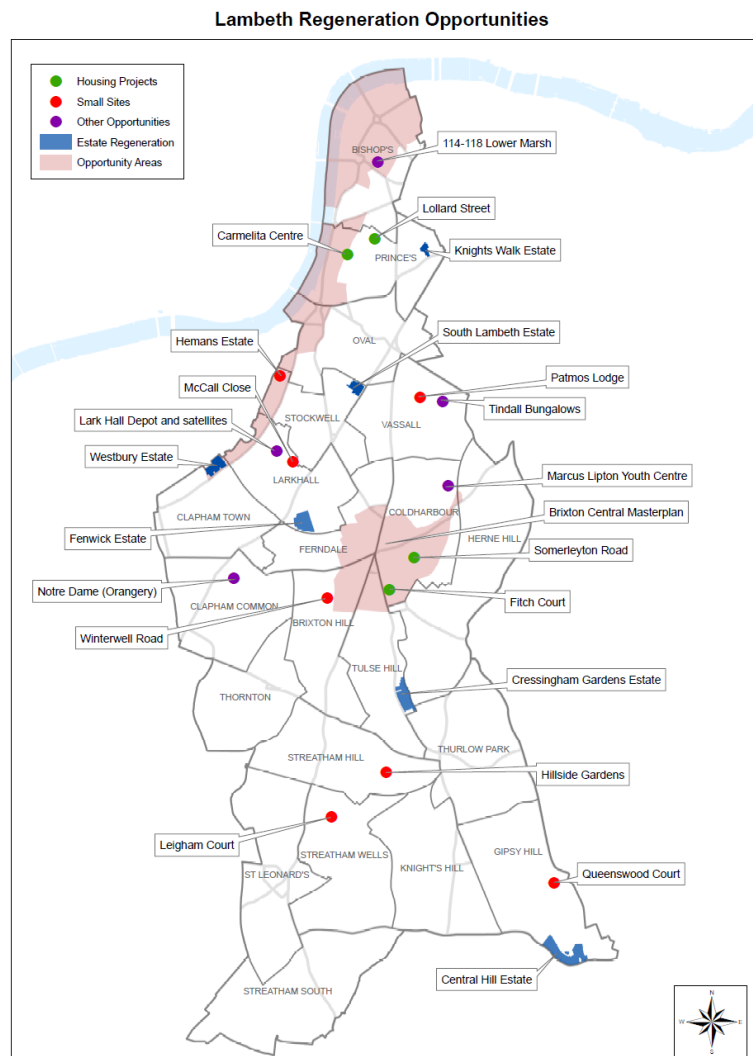 Lambeth Regeneration Opportunities
Housing Projects
Small Sites
Other Opportunities
Estate Regeneration
Opportunity Areas
BISHOP'S
114-118 Lower Marsh
Lollard Street
Carmelita Centre
PRINCE'S
Knights Walk Estate
South Lambeth Estate
Hemans Estate
OVAL
McCall Close
Patmos Lodge
Lark Hall Depot and satellites
STOCKWELL
VASSALL
Tindall Bungalows
Westbury Estate
LARKHALL
Marcus Lipton Youth Centre
CLAPHAM TOWN
COLDHARBOUR
Brixton Central Masterplan
Fenwick Estate
FERNDALE
HERNE HILL
Somerleyton Road
Notre Dame (Orangery)
CLAPHAM COMMON
Fitch Court
Winterwell Road
BRIXTON HILL
TULSE HILL
Cressingham Gardens Estate
THORNTON
THURLOW PARK
STREATHAM HILL
Hillside Gardens
Leigham Court
STREATHAM WELLS
GIPSY HILL
ST LEONARD'S
KNIGHT'S HILL
Queenswood Court
Central Hill Estate
STREATHAM SOUTH
N
W
E
S